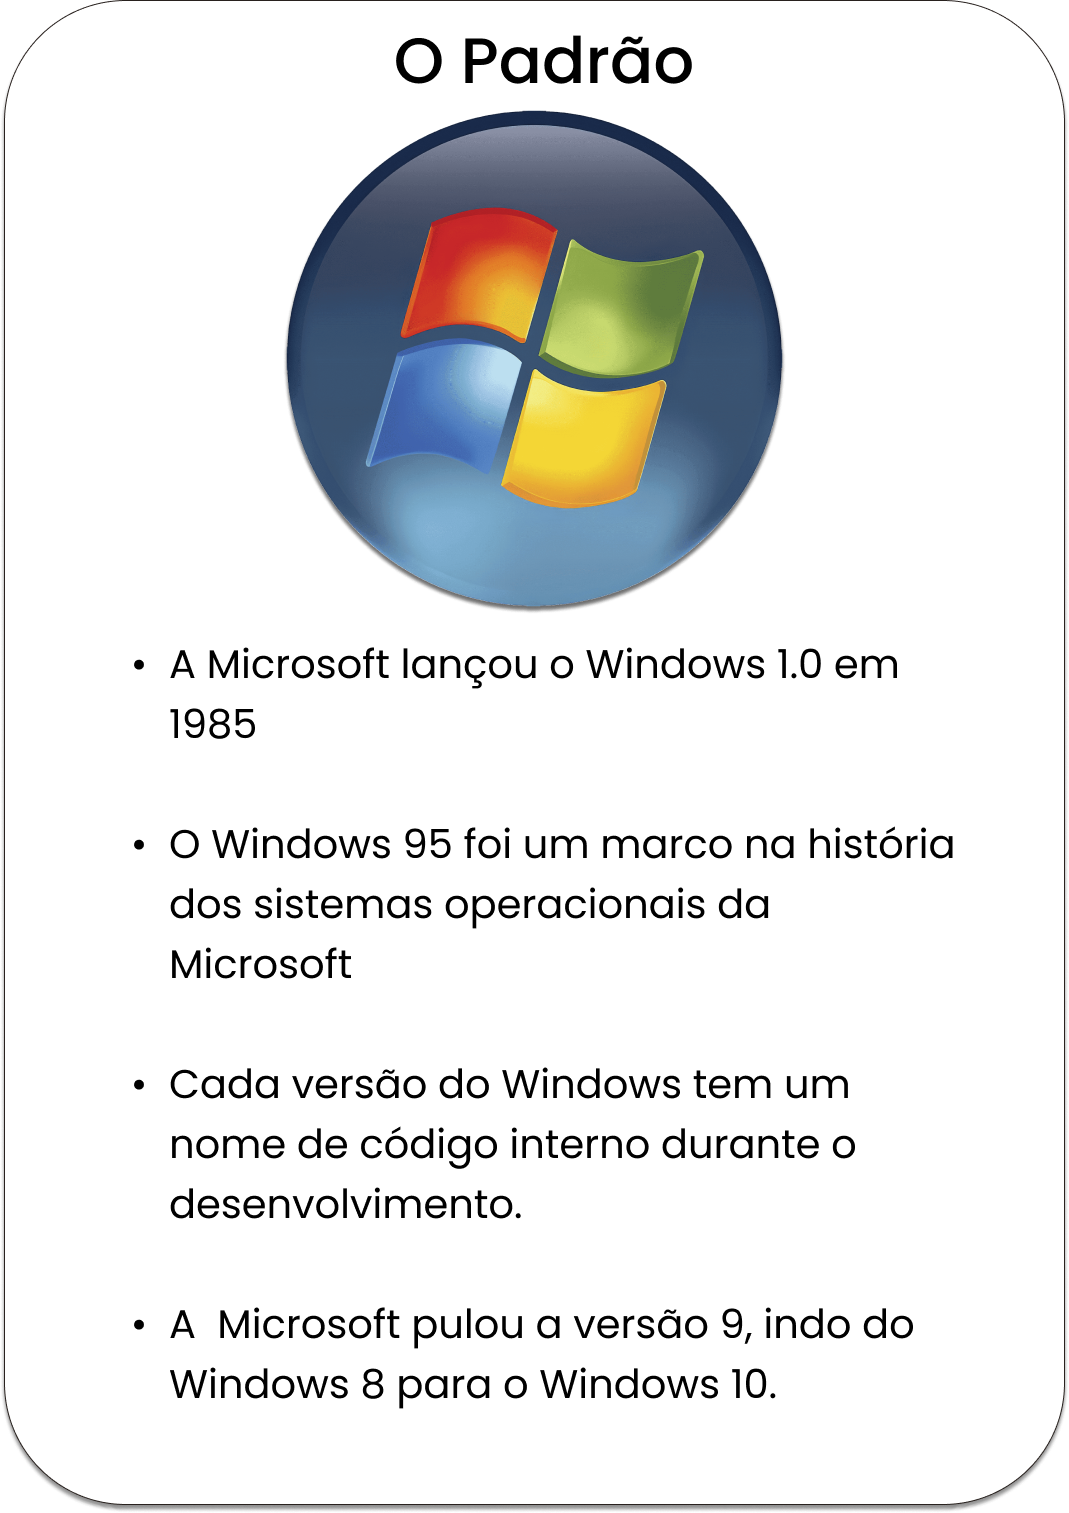 O Padrão
• A Microsoft lançou o Windows 1.0 em
1985
• O Windows 95 foi um marco na história
dos sistemas operacionais da
Microsoft
• Cada versão do Windows tem um
nome de código interno durante o
desenvolvimento.
• A  Microsoft pulou a versão 9, indo do
Windows 8 para o Windows 10.